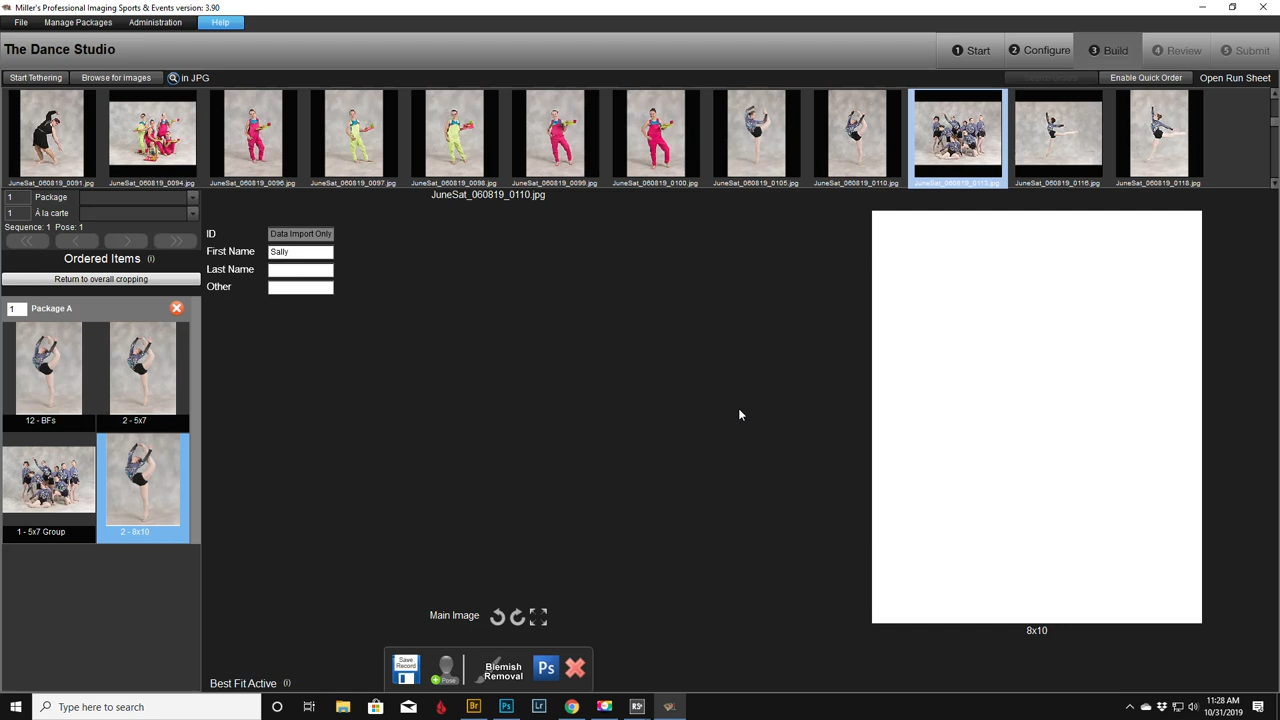 Miller's Professional Imaging Sports & Events version: 3.90
File Manage Packages Administration Help
The Dance Studio
1 Start 2 Configure 3 Build 4 Review 5 Submit
Start Tethering Browse for images in JPG Enable Quick Order Open Run Sheet
JuneSat_060819_0091.jpg JuneSat_060819_0094.jpg JuneSat_060819_0096.jpg JuneSat_060819_0097.jpg JuneSat_060819_0098.jpg JuneSat_060819_0099.jpg JuneSat_060819_0100.jpg JuneSat_060819_0105.jpg JuneSat_060819_0110.jpg JuneSat_060819_0113.jpg JuneSat_060819_0116.jpg JuneSat_060819_0118.jpg
1 Package
JuneSat_060819_0110.jpg
1 À la carte
Sequence: 1 Pose: 1
ID Data Import Only
First Name Sally
Last Name
Other
Ordered Items (i)
Return to overall cropping
1 Package A
12 - BFs 2 - 5x7
1 - 5x7 Group 2 - 8x10
Main Image
8x10
Save Record
Pose
Blemish Removal
Ps
Best Fit Active (i)
Type here to search
Br Ps Lr
11:28 AM
10/31/2019